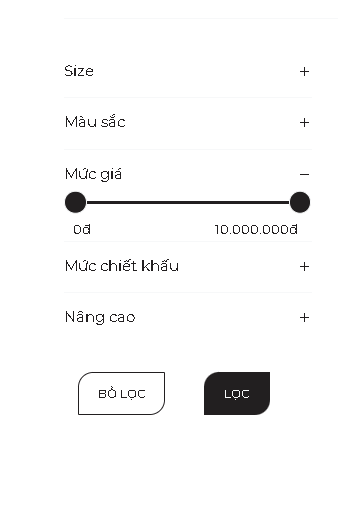 Size +
Màu sắc +
Mức giá −
0đ 10.000.000đ
Mức chiết khấu +
Nâng cao +
BỎ LỌC LỌC